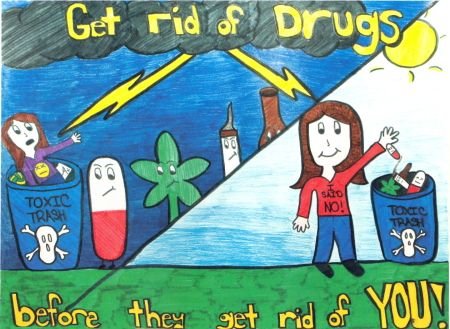 Get rid of Drugs
I SAID NO!
TOXIC TRASH
TOXIC TRASH
before they get rid of YOU!